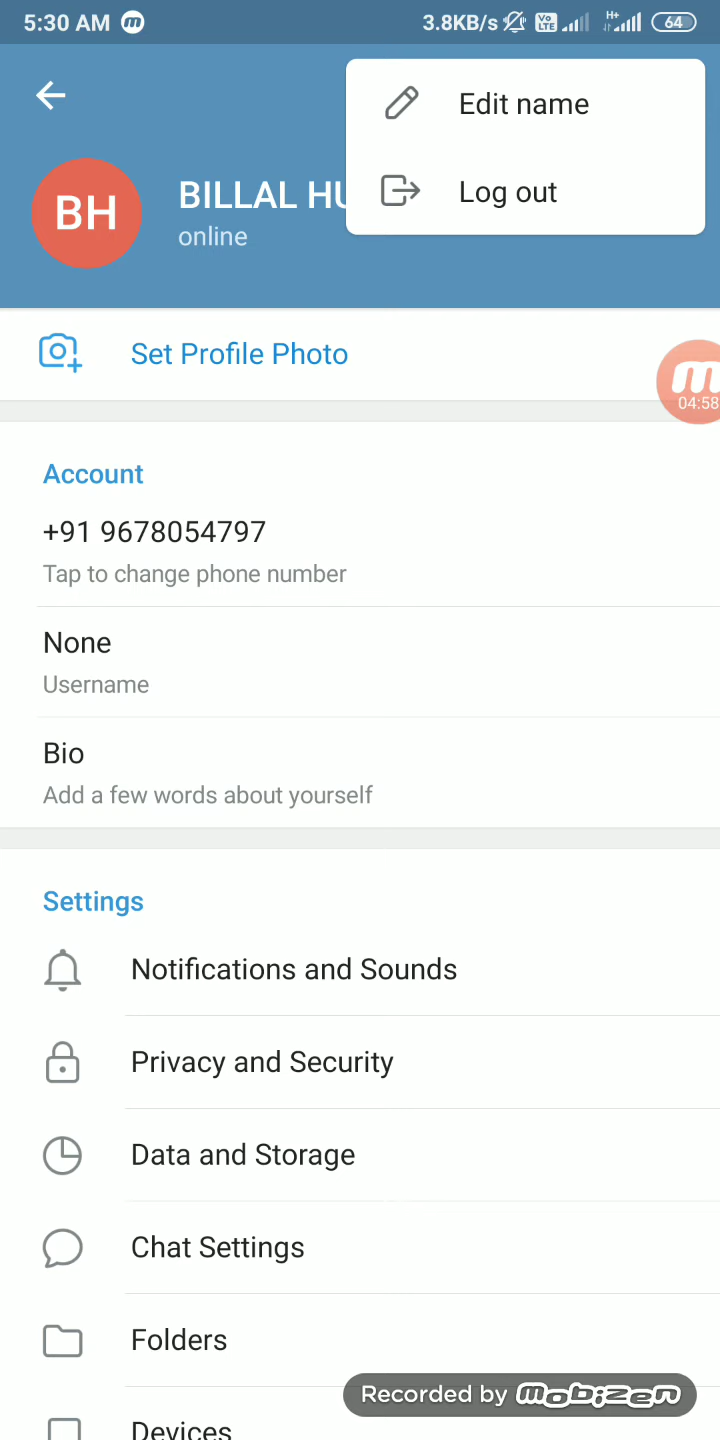 5:30 AM
3.8KB/s
Vo LTE
H+
64
Edit name
Log out
BH
BILLAL
online
Set Profile Photo
04:58
Account
+91 9678054797
Tap to change phone number
None
Username
Bio
Add a few words about yourself
Settings
Notifications and Sounds
Privacy and Security
Data and Storage
Chat Settings
Folders
Recorded by mobizen
Devices